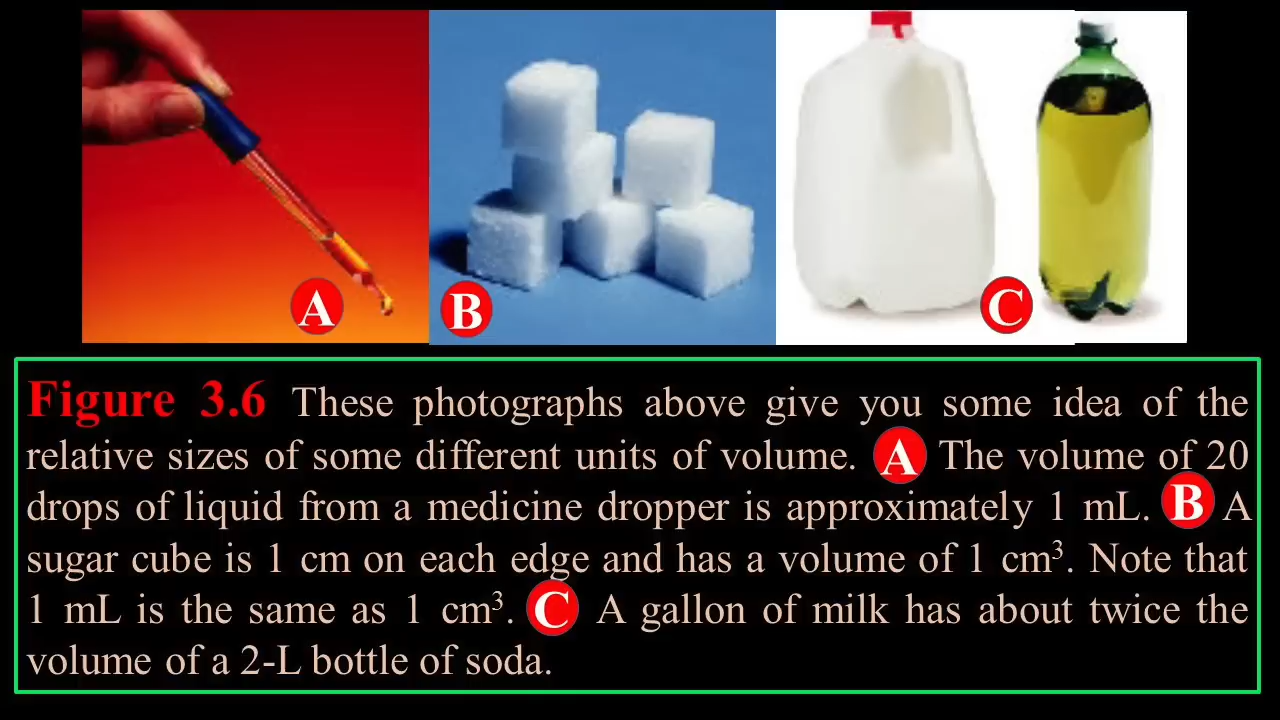 A
B
C
Figure 3.6 These photographs above give you some idea of the
relative sizes of some different units of volume. A The volume of 20
drops of liquid from a medicine dropper is approximately 1 mL. B A
sugar cube is 1 cm on each edge and has a volume of 1 cm³. Note that
1 mL is the same as 1 cm³. C A gallon of milk has about twice the
volume of a 2-L bottle of soda.